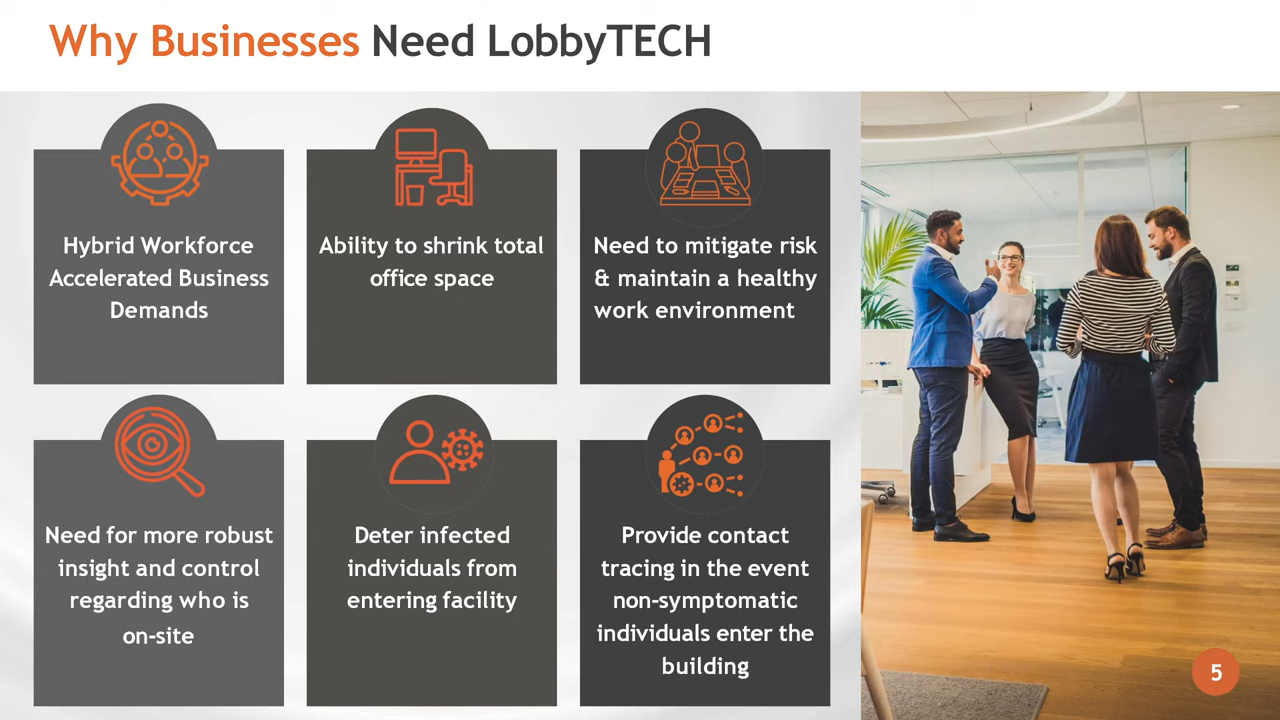 Why Businesses Need LobbyTECH
Hybrid Workforce
Accelerated Business
Demands
Ability to shrink total
office space
Need to mitigate risk
& maintain a healthy
work environment
Need for more robust
insight and control
regarding who is
on-site
Deter infected
individuals from
entering facility
Provide contact
tracing in the event
non-symptomatic
individuals enter the
building
5